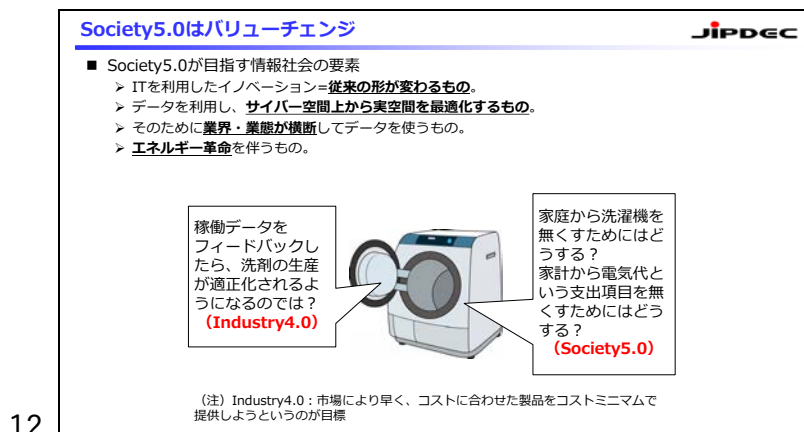 Society5.0はバリューチェンジ
JIPDEC
■ Society5.0が目指す情報社会の要素
➢ ITを利用したイノベーション=従来の形が変わるもの。
➢ データを利用し、サイバー空間上から実空間を最適化するもの。
➢ そのために業界・業態が横断してデータを使うもの。
➢ エネルギー革命を伴うもの。
稼働データを
フィードバックし
たら、洗剤の生産
が適正化されるよ
うになるのでは？
（Industry4.0）
家庭から洗濯機を
無くすためにはど
うする？
家計から電気代と
いう支出項目を無
くすためにはどう
する？
（Society5.0）
（注）Industry4.0：市場により早く、コストに合わせた製品をコストミニマムで
提供しようというのが目標
12